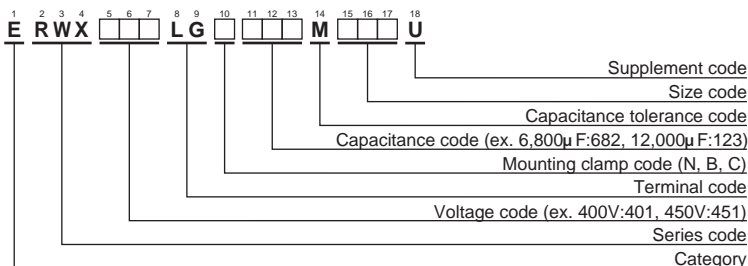 1 2 3 4 5 6 7 8 9 10 11 12 13 14 15 16 17 18
E R W X □□□ L G □ □□□ M □□□ U
Supplement code
Size code
Capacitance tolerance code
Capacitance code (ex. 6,800µF:682, 12,000µF:123)
Mounting clamp code (N, B, C)
Terminal code
Voltage code (ex. 400V:401, 450V:451)
Series code
Category